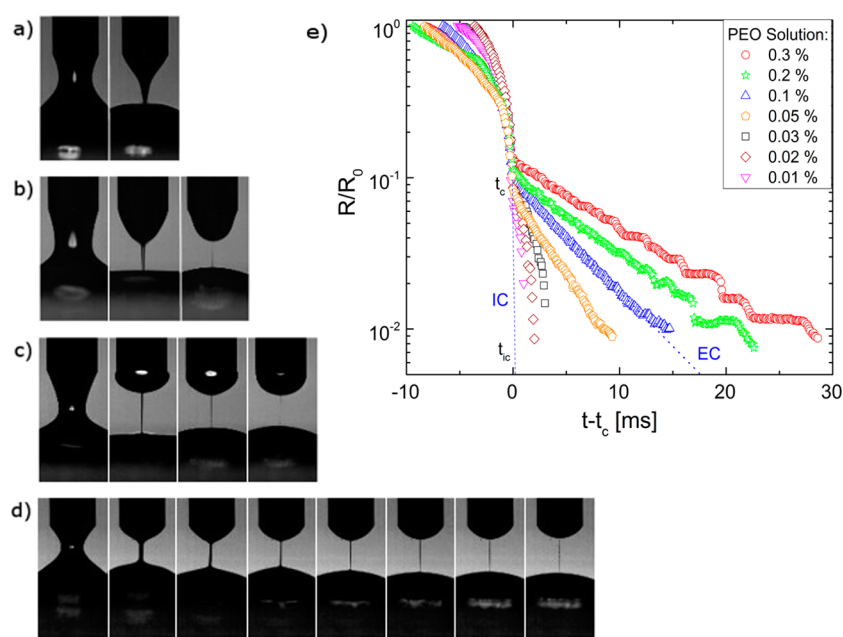 a)
b)
c)
d)
e)
R/R₀
10⁰
10⁻¹
10⁻²
t_c
IC
t_ic
EC
PEO Solution:
0.3 %
0.2 %
0.1 %
0.05 %
0.03 %
0.02 %
0.01 %
-10
0
10
20
30
t-t_c [ms]